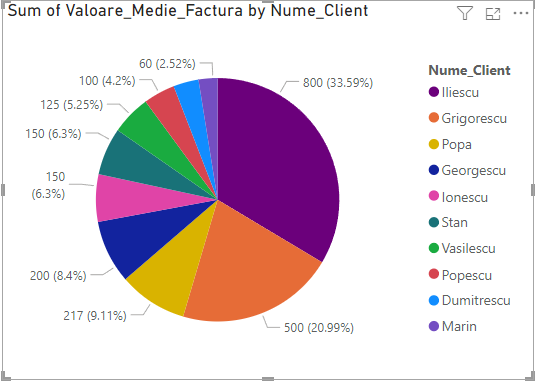 Sum of Valoare_Medie_Factura by Nume_Client
60 (2.52%)
100 (4.2%)
125 (5.25%)
150 (6.3%)
150
(6.3%)
200 (8.4%)
217 (9.11%)
800 (33.59%)
500 (20.99%)
Nume_Client
Iliescu
Grigorescu
Popa
Georgescu
Ionescu
Stan
Vasilescu
Popescu
Dumitrescu
Marin